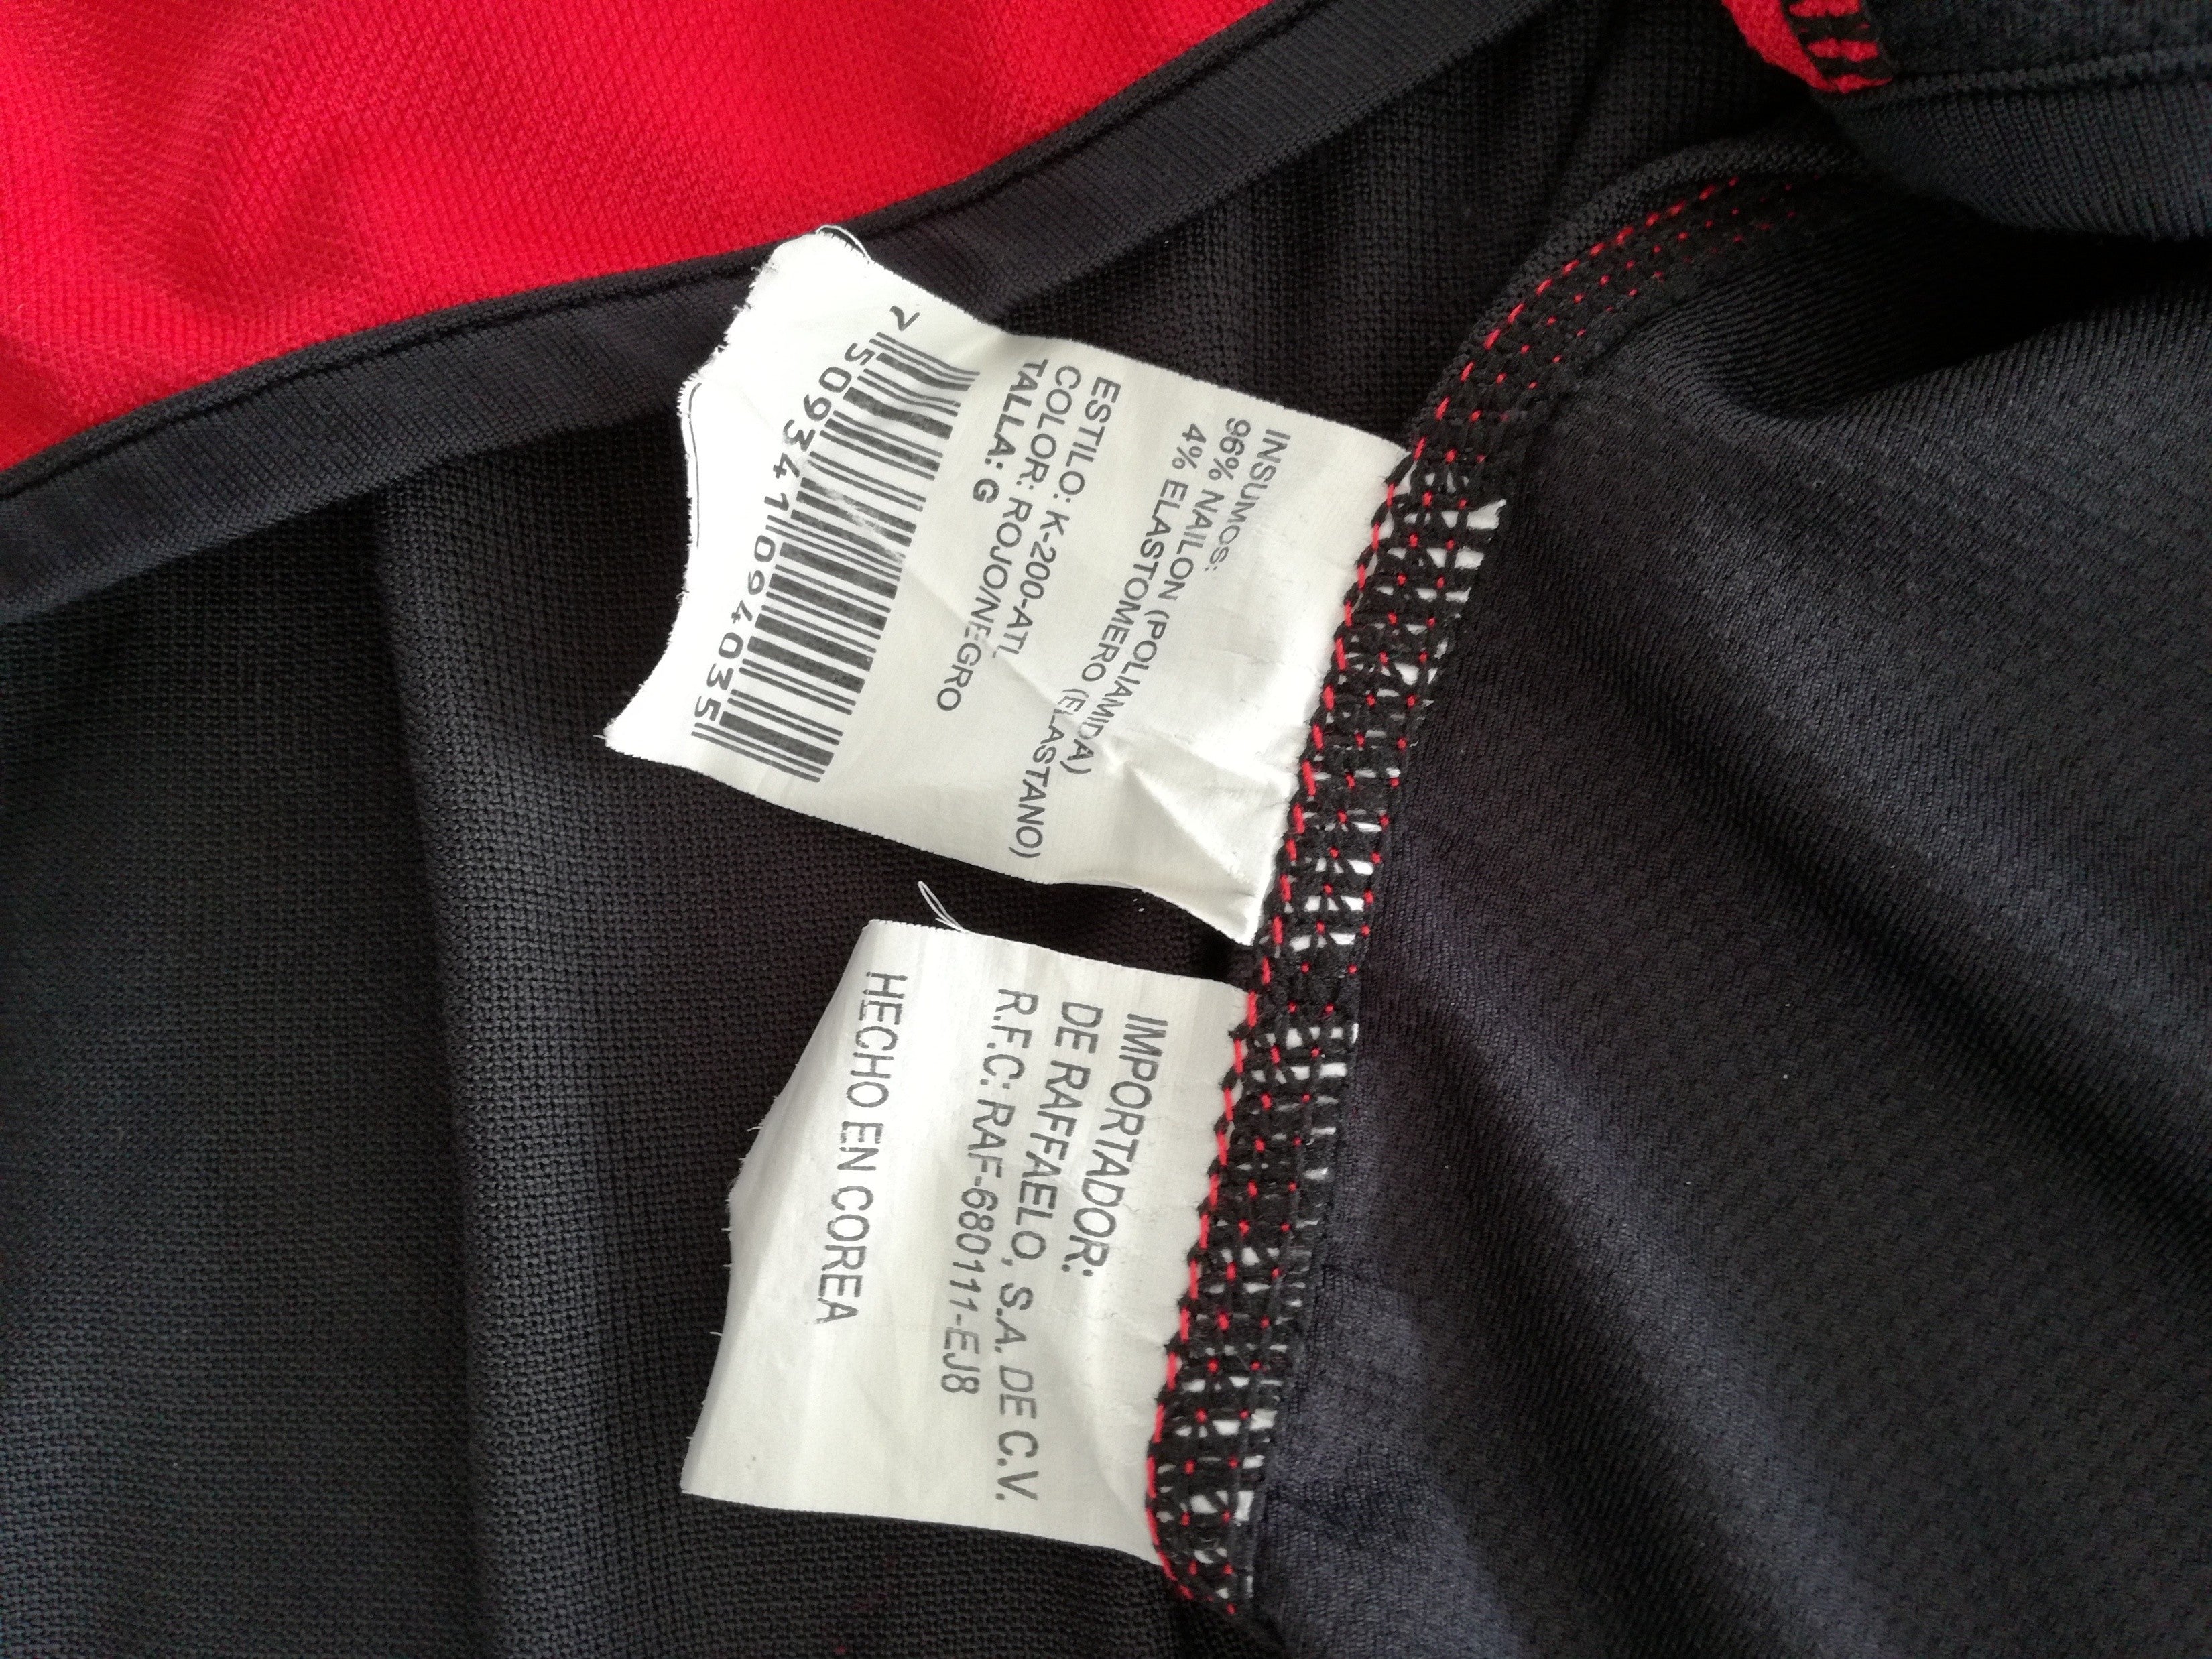 INSUMOS:
96% NAILON (POLIAMIDA)
4% ELASTOMERO (ELASTANO)
ESTILO: K-200-ATL
COLOR: ROJO/NEGRO
TALLA: G
7 509341 094035
IMPORTADOR:
DE RAFFAELO, S.A. DE C.V.
R.F.C: RAF-680111-EJ8
HECHO EN COREA